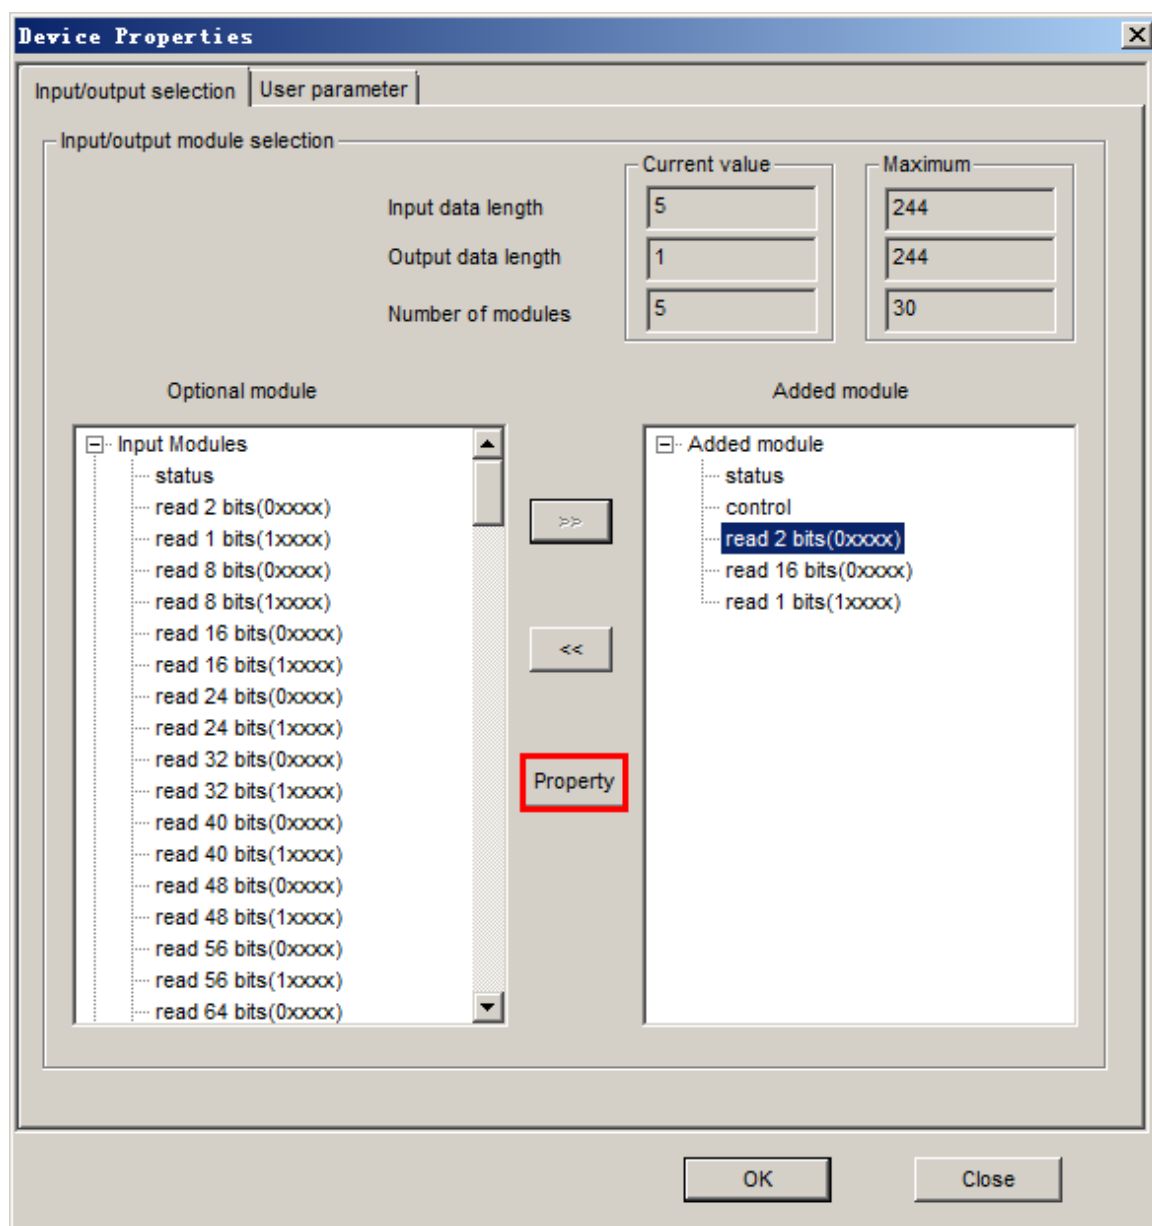 Device Properties
Input/output selection
User parameter
Input/output module selection
Current value
Maximum
Input data length
5
244
Output data length
1
244
Number of modules
5
30
Optional module
Added module
Input Modules
status
read 2 bits(0xxxx)
read 1 bits(1xxxx)
read 8 bits(0xxxx)
read 8 bits(1xxxx)
read 16 bits(0xxxx)
read 16 bits(1xxxx)
read 24 bits(0xxxx)
read 24 bits(1xxxx)
read 32 bits(0xxxx)
read 32 bits(1xxxx)
read 40 bits(0xxxx)
read 40 bits(1xxxx)
read 48 bits(0xxxx)
read 48 bits(1xxxx)
read 56 bits(0xxxx)
read 56 bits(1xxxx)
read 64 bits(0xxxx)
>>
<<
Property
Added module
status
control
read 2 bits(0xxxx)
read 16 bits(0xxxx)
read 1 bits(1xxxx)
OK
Close